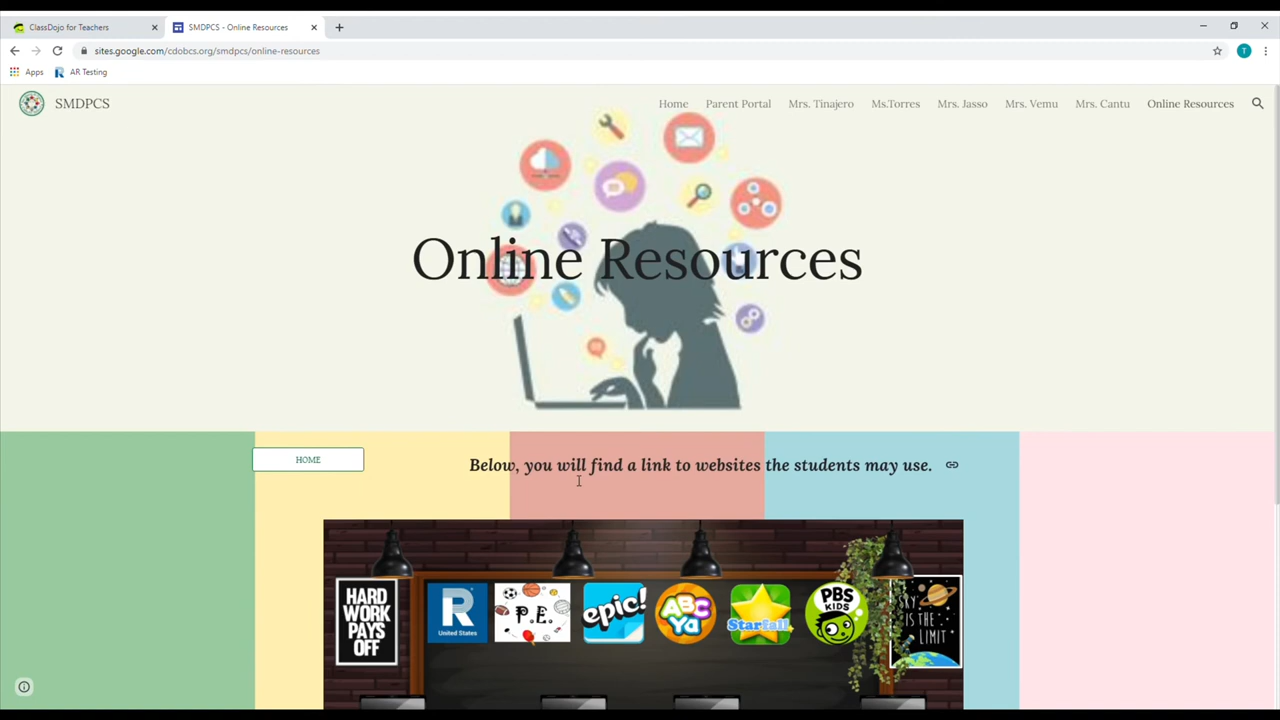 ClassDojo for Teachers
SMDPCS - Online Resources
sites.google.com/cdobcs.org/smdpcs/online-resources
T
Apps
AR Testing
SMDPCS
Home
Parent Portal
Mrs. Tinajero
Ms.Torres
Mrs. Jasso
Mrs. Vemu
Mrs. Cantu
Online Resources
Online Resources
HOME
Below, you will find a link to websites the students may use.
HARD
WORK
PAYS
OFF
R
United States
P.E.
epic!
ABC
Ya
Starfall
PBS
KIDS
SKY
IS THE
LIMIT